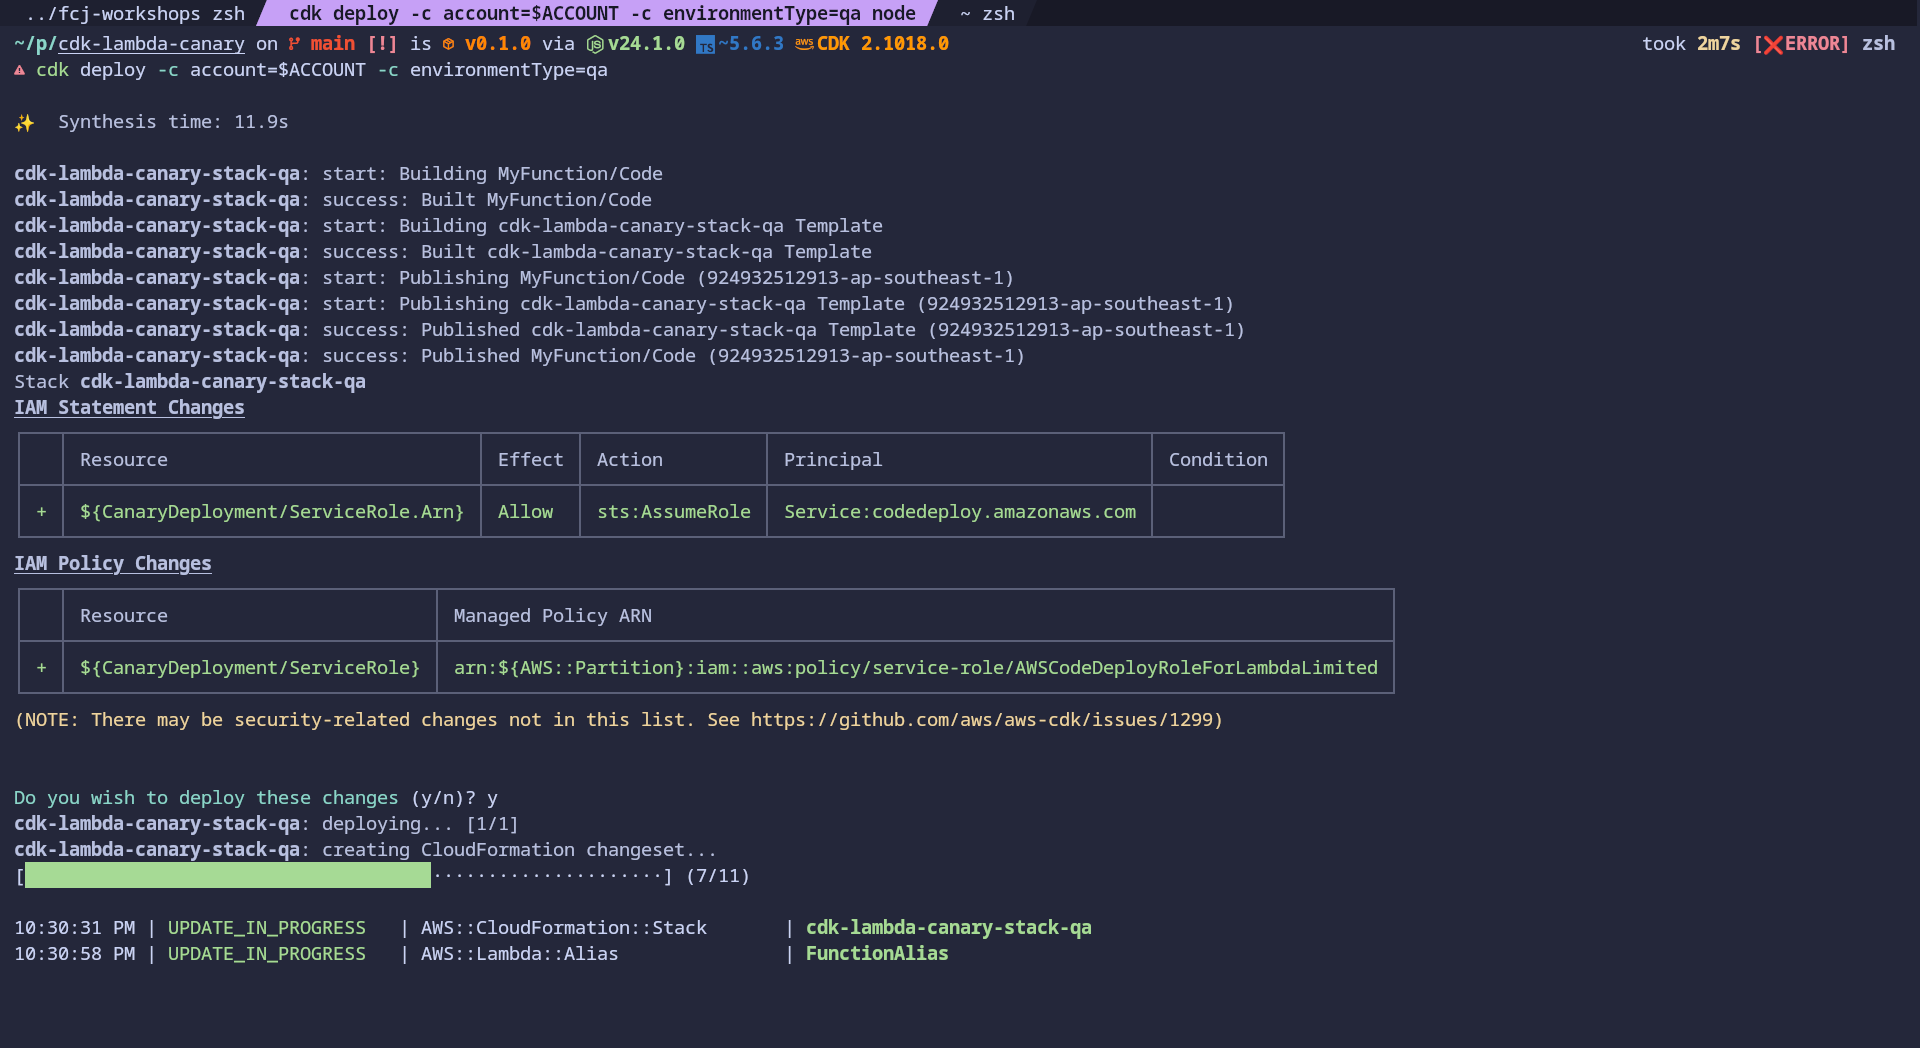 ../fcj-workshops zsh cdk deploy -c account=$ACCOUNT -c environmentType=qa node ~ zsh
~/p/cdk-lambda-canary on main [!] is v0.1.0 via v24.1.0 TS ~5.6.3 aws CDK 2.1018.0 took 2m7s [❌ERROR] zsh
cdk deploy -c account=$ACCOUNT -c environmentType=qa
✨ Synthesis time: 11.9s
cdk-lambda-canary-stack-qa: start: Building MyFunction/Code
cdk-lambda-canary-stack-qa: success: Built MyFunction/Code
cdk-lambda-canary-stack-qa: start: Building cdk-lambda-canary-stack-qa Template
cdk-lambda-canary-stack-qa: success: Built cdk-lambda-canary-stack-qa Template
cdk-lambda-canary-stack-qa: start: Publishing MyFunction/Code (924932512913-ap-southeast-1)
cdk-lambda-canary-stack-qa: start: Publishing cdk-lambda-canary-stack-qa Template (924932512913-ap-southeast-1)
cdk-lambda-canary-stack-qa: success: Published cdk-lambda-canary-stack-qa Template (924932512913-ap-southeast-1)
cdk-lambda-canary-stack-qa: success: Published MyFunction/Code (924932512913-ap-southeast-1)
Stack cdk-lambda-canary-stack-qa
IAM Statement Changes
Resource Effect Action Principal Condition
+ ${CanaryDeployment/ServiceRole.Arn} Allow sts:AssumeRole Service:codedeploy.amazonaws.com
IAM Policy Changes
Resource Managed Policy ARN
+ ${CanaryDeployment/ServiceRole} arn:${AWS::Partition}:iam::aws:policy/service-role/AWSCodeDeployRoleForLambdaLimited
(NOTE: There may be security-related changes not in this list. See https://github.com/aws/aws-cdk/issues/1299)
Do you wish to deploy these changes (y/n)? y
cdk-lambda-canary-stack-qa: deploying... [1/1]
cdk-lambda-canary-stack-qa: creating CloudFormation changeset...
[·····················] (7/11)
10:30:31 PM | UPDATE_IN_PROGRESS | AWS::CloudFormation::Stack | cdk-lambda-canary-stack-qa
10:30:58 PM | UPDATE_IN_PROGRESS | AWS::Lambda::Alias | FunctionAlias